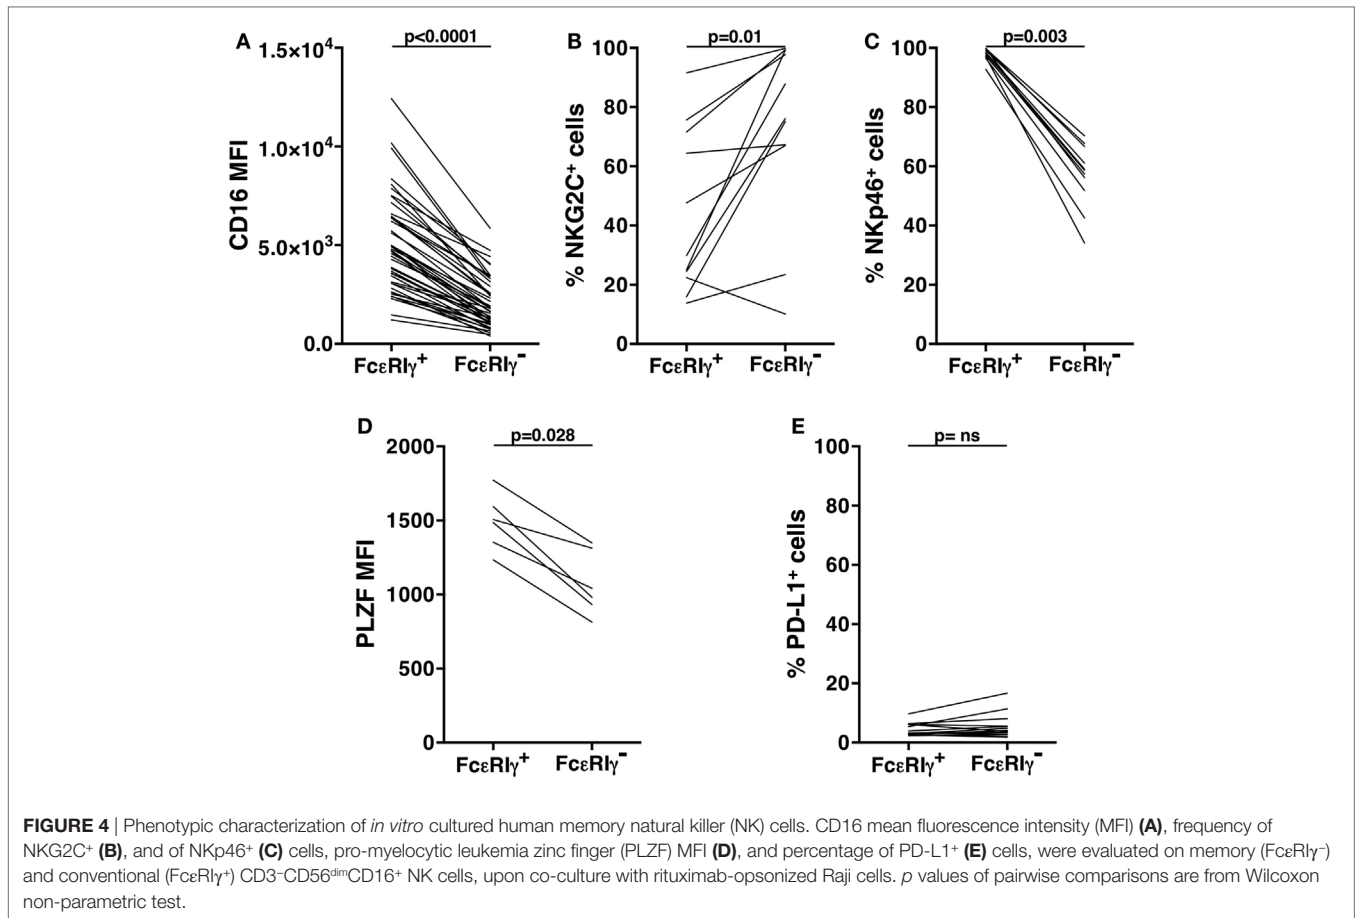 A
p<0.0001
CD16 MFI
1.5×10⁴
1.0×10⁴
5.0×10³
0.0
FcεRIγ⁺ FcεRIγ⁻
B
p=0.01
% NKG2C⁺ cells
100
80
60
40
20
0
FcεRIγ⁺ FcεRIγ⁻
C
p=0.003
% NKp46⁺ cells
100
80
60
40
20
0
FcεRIγ⁺ FcεRIγ⁻
D
p=0.028
PLZF MFI
2000
1500
1000
500
0
FcεRIγ⁺ FcεRIγ⁻
E
p= ns
% PD-L1⁺ cells
100
80
60
40
20
0
FcεRIγ⁺ FcεRIγ⁻
FIGURE 4 | Phenotypic characterization of in vitro cultured human memory natural killer (NK) cells. CD16 mean fluorescence intensity (MFI) (A), frequency of
NKG2C⁺ (B), and of NKp46⁺ (C) cells, pro-myelocytic leukemia zinc finger (PLZF) MFI (D), and percentage of PD-L1⁺ (E) cells, were evaluated on memory (FcεRIγ⁻)
and conventional (FcεRIγ⁺) CD3⁻CD56ᵈⁱᵐCD16⁺ NK cells, upon co-culture with rituximab-opsonized Raji cells. p values of pairwise comparisons are from Wilcoxon
non-parametric test.